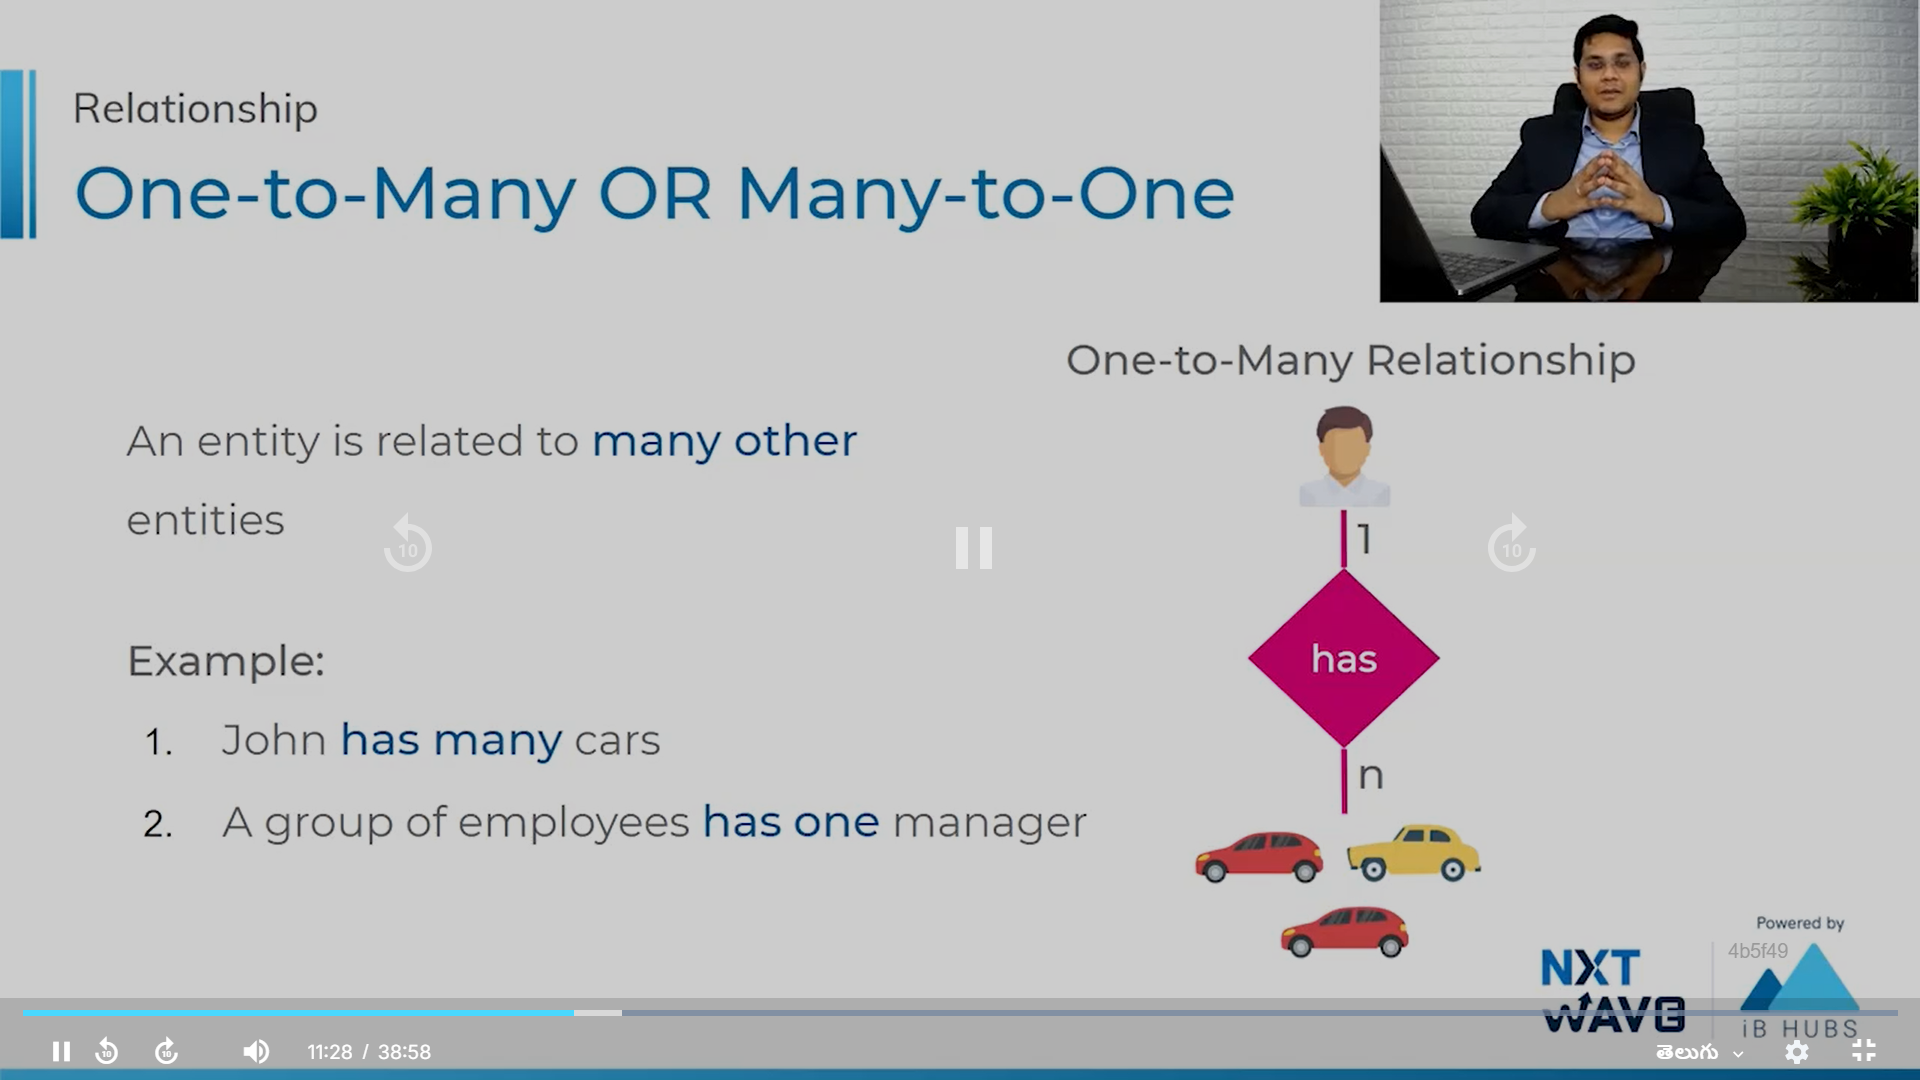 Relationship
One-to-Many OR Many-to-One
One-to-Many Relationship
An entity is related to many other
entities
1
has
n
Example:
1. John has many cars
2. A group of employees has one manager
Powered by
4b5f49
NXT
WAVE
iB HUBS
10
10
10
10
11:28 / 38:58
తెలుగు